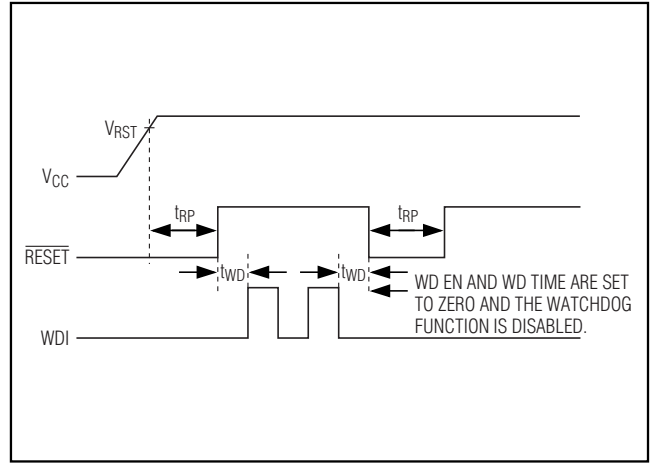 VRST
VCC
tRP
tRP
RESET
tWD
tWD
WD EN AND WD TIME ARE SET
TO ZERO AND THE WATCHDOG
FUNCTION IS DISABLED.
WDI